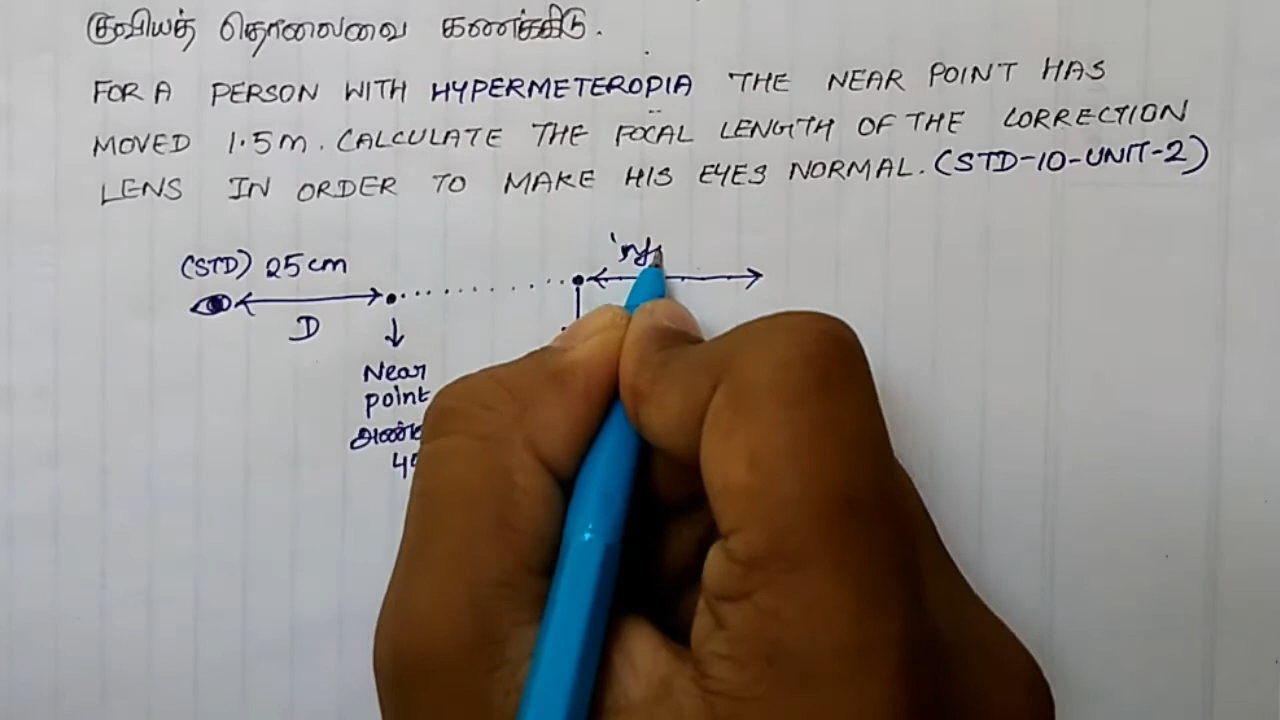 குவியத் தொலைவை கணக்கிடு.
FOR A PERSON WITH HYPERMETEROPIA THE NEAR POINT HAS
MOVED 1.5m. CALCULATE THE FOCAL LENGTH OF THE CORRECTION
LENS IN ORDER TO MAKE HIS EYES NORMAL. (STD-10-UNIT-2)
(STD) 25cm
D
Near
point